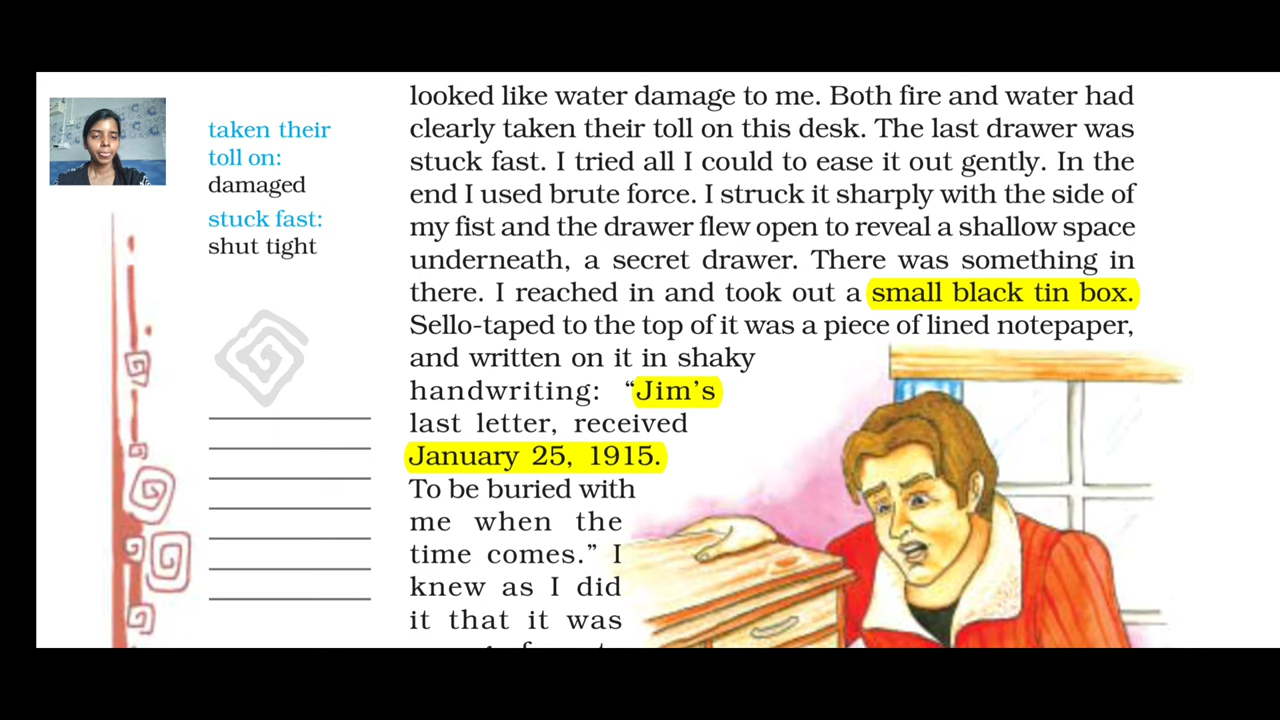 taken their
toll on:
damaged
stuck fast:
shut tight
looked like water damage to me. Both fire and water had
clearly taken their toll on this desk. The last drawer was
stuck fast. I tried all I could to ease it out gently. In the
end I used brute force. I struck it sharply with the side of
my fist and the drawer flew open to reveal a shallow space
underneath, a secret drawer. There was something in
there. I reached in and took out a small black tin box.
Sello-taped to the top of it was a piece of lined notepaper,
and written on it in shaky
handwriting: “Jim’s
last letter, received
January 25, 1915.
To be buried with
me when the
time comes.” I
knew as I did
it that it was